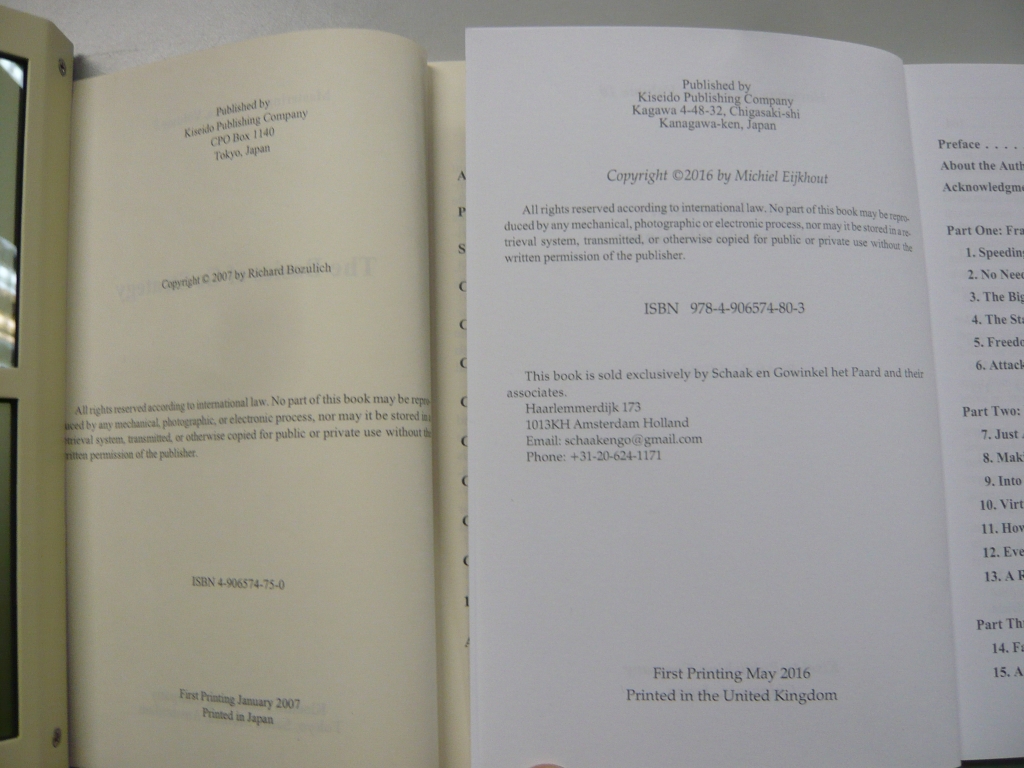 Published by
Kiseido Publishing Company
CPO Box 1140
Tokyo, Japan
Copyright © 2007 by Richard Bozulich
All rights reserved according to international law. No part of this book may be repro-
duced by any mechanical, photographic, or electronic process, nor may it be stored in a
retrieval system, transmitted, or otherwise copied for public or private use without the
written permission of the publisher.
ISBN 4-906574-75-0
First Printing January 2007
Printed in Japan
A
P
S
Published by
Kiseido Publishing Company
Kagawa 4-48-32, Chigasaki-shi
Kanagawa-ken, Japan
Copyright ©2016 by Michiel Eijkhout
All rights reserved according to international law. No part of this book may be repro-
duced by any mechanical, photographic or electronic process, nor may it be stored in a re-
trieval system, transmitted, or otherwise copied for public or private use without the
written permission of the publisher.
ISBN 978-4-906574-80-3
This book is sold exclusively by Schaak en Gowinkel het Paard and their
associates.
Haarlemmerdijk 173
1013KH Amsterdam Holland
Email: schaakengo@gmail.com
Phone: +31-20-624-1171
First Printing May 2016
Printed in the United Kingdom
Preface . . . .
About the Auth
Acknowledgme
Part One: Fra
1. Speeding
2. No Need
3. The Big
4. The Sta
5. Freedo
6. Attack
Part Two:
7. Just
8. Mak
9. Into
10. Virt
11. How
12. Eve
13. A
Part Th
14. F
15. A